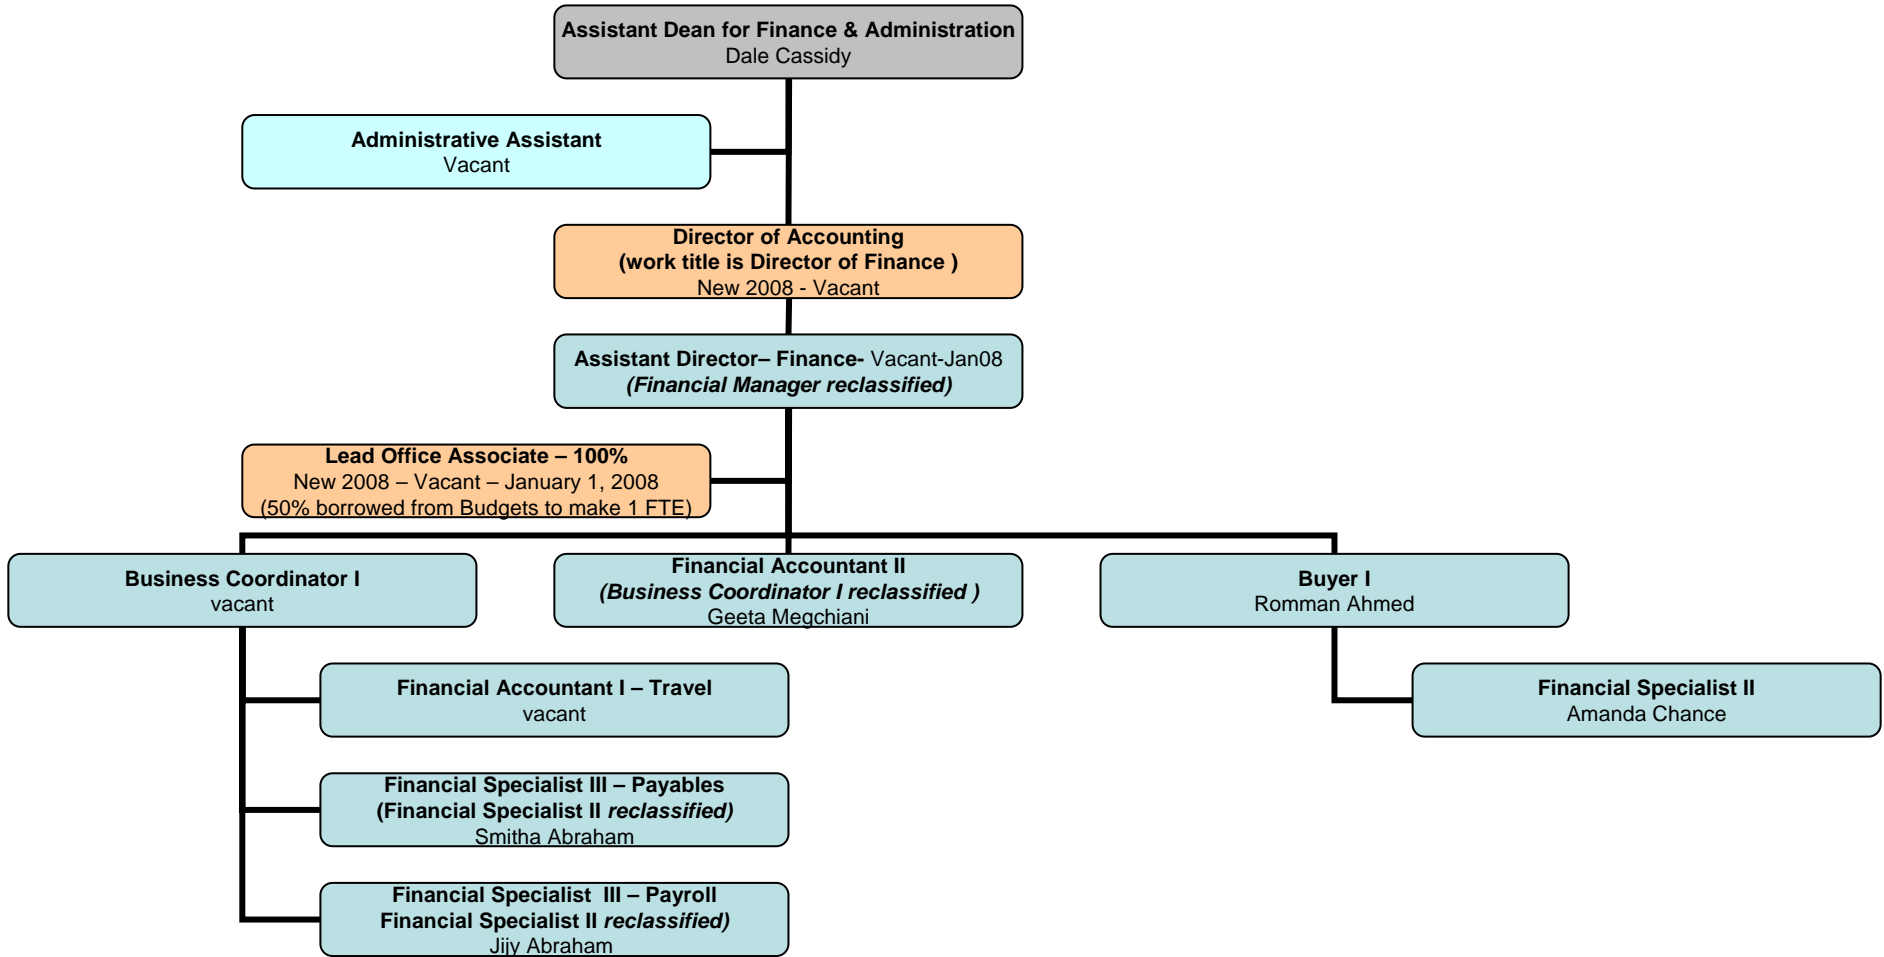 Assistant Dean for Finance & Administration
Dale Cassidy
Administrative Assistant
Vacant
Director of Accounting
(work title is Director of Finance )
New 2008 - Vacant
Assistant Director– Finance- Vacant-Jan08
(Financial Manager reclassified)
Lead Office Associate – 100%
New 2008 – Vacant – January 1, 2008
(50% borrowed from Budgets to make 1 FTE)
Business Coordinator I
vacant
Financial Accountant II
(Business Coordinator I reclassified )
Geeta Megchiani
Buyer I
Romman Ahmed
Financial Accountant I – Travel
vacant
Financial Specialist II
Amanda Chance
Financial Specialist III – Payables
(Financial Specialist II reclassified)
Smitha Abraham
Financial Specialist  III – Payroll
Financial Specialist II reclassified)
Jijy Abraham